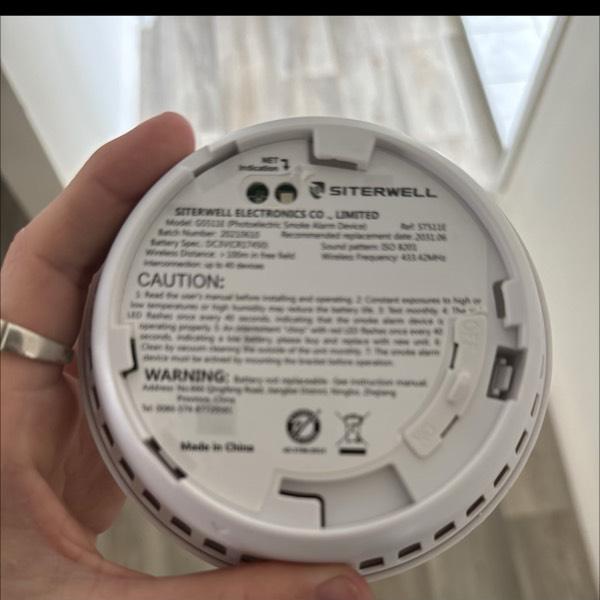 NET
Indication
SITERWELL
SITERWELL ELECTRONICS CO ., LIMITED
Model: GS511E (Photoelectric Smoke Alarm Device) Ref: ST511E
Batch Number: 20210610 Recommended replacement date: 2031.06
Battery Spec.: DC3V(CR17450) Sound pattern: ISO 8201
Wireless Distance: >100m in free field Wireless Frequency: 433.42MHz
Interconnection: up to 40 devices
CAUTION:
1: Read the user's manual before installing and operating. 2: Constant exposures to high or
low temperatures or high humidity may reduce the battery life. 3: Test monthly. 4: The
LED flashes once every 40 seconds, indicating that the smoke alarm device is
operating properly. 5: An intermittent "chirp" with red LED flashes once every 40
seconds, indicating a low battery, please buy and replace with new unit. 6:
Clean by vacuum cleaning the outside of the unit monthly. 7: The smoke alarm
device must be armed by mounting the bracket before operation.
WARNING: Battery not replaceable. See instruction manual.
Address: Qingfeng Road, Jiangbei District, Ningbo, Zhejiang
Province, China
Tel: 0086-574-
Made in China
OFF
ON